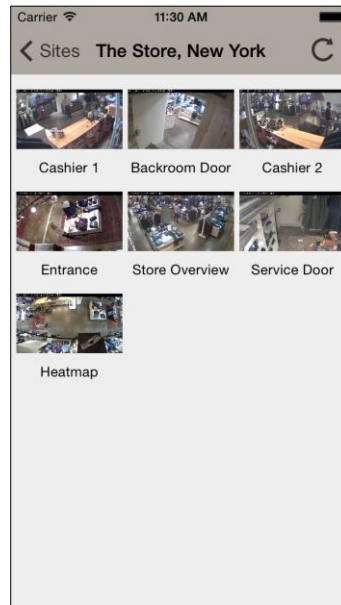 Carrier 11:30 AM
Sites The Store, New York
Cashier 1 Backroom Door Cashier 2
Entrance Store Overview Service Door
Heatmap